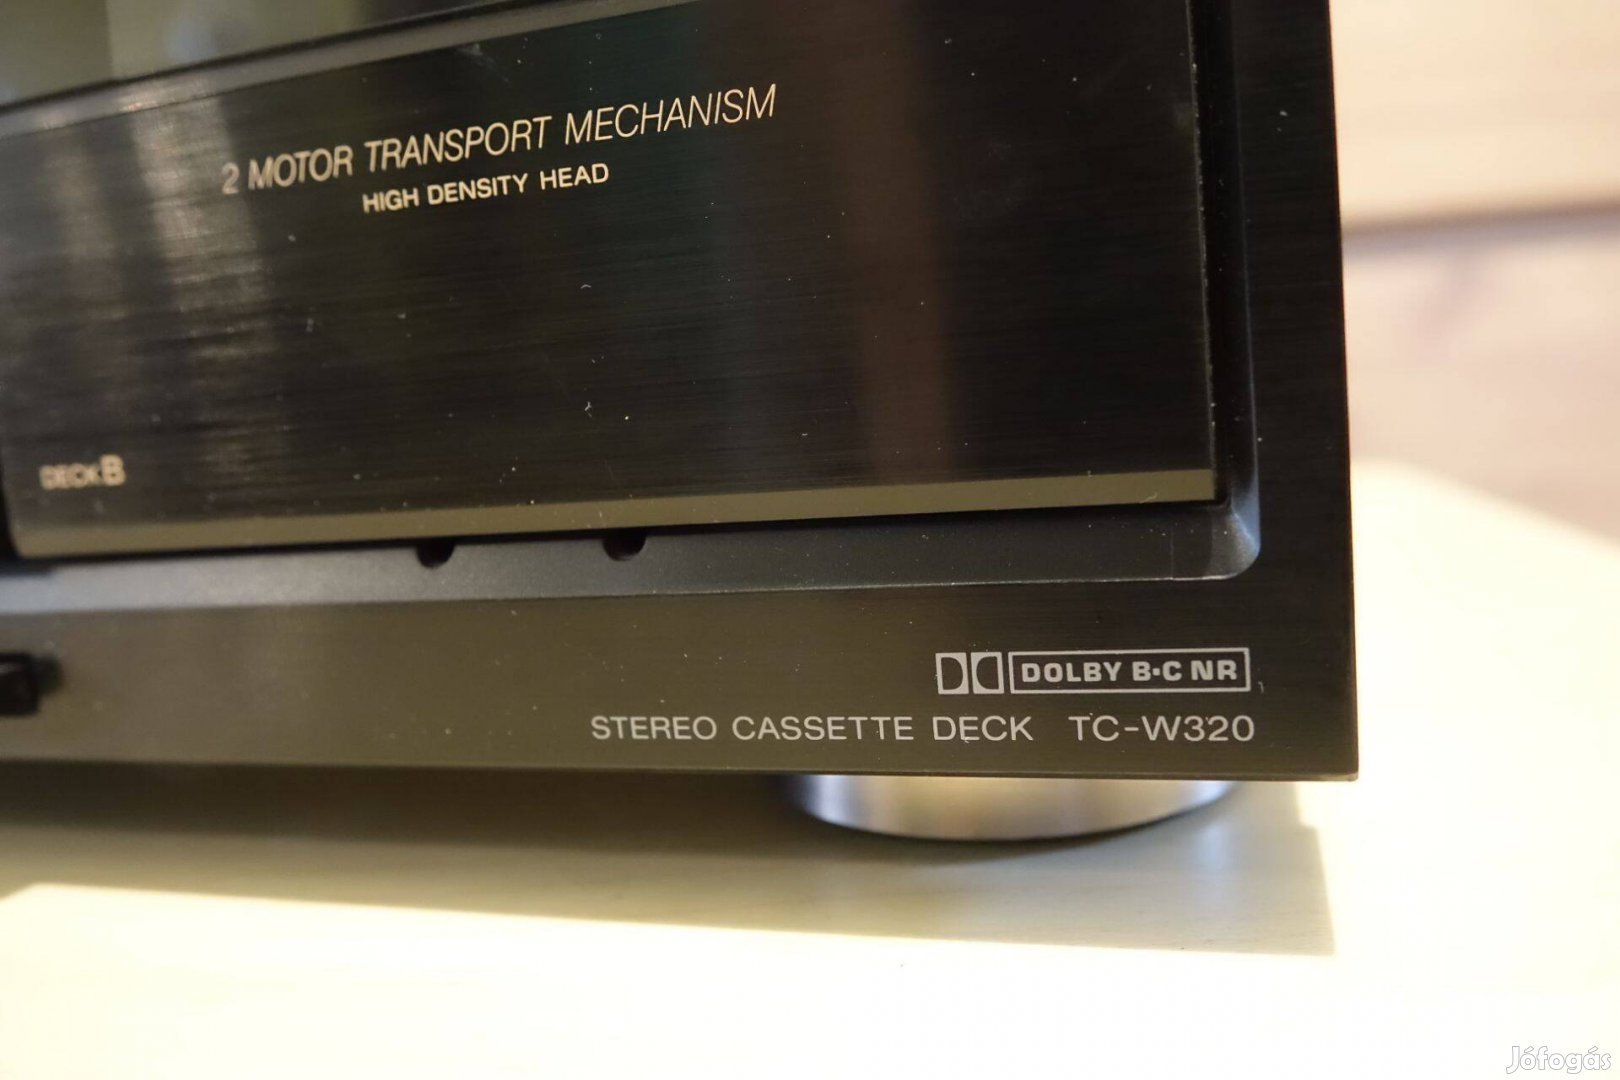 2 MOTOR TRANSPORT MECHANISM
HIGH DENSITY HEAD
DECK B
DOLBY B·C NR
STEREO CASSETTE DECK TC-W320
Jófogás